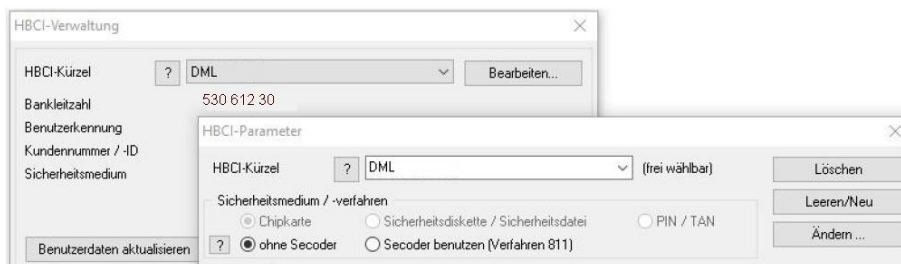 HBCI-Verwaltung
HBCI-Kürzel ? DML Bearbeiten...
Bankleitzahl 530 612 30
Benutzerkennung
Kundennummer / -ID
Sicherheitsmedium
Benutzerdaten aktualisieren
HBCI-Parameter
HBCI-Kürzel ? DML (frei wählbar) Löschen
Leeren/Neu
Sicherheitsmedium / -verfahren
Chipkarte Sicherheitsdiskette / Sicherheitsdatei PIN / TAN
Ändern ...
? ohne Secoder Secoder benutzen (Verfahren 811)